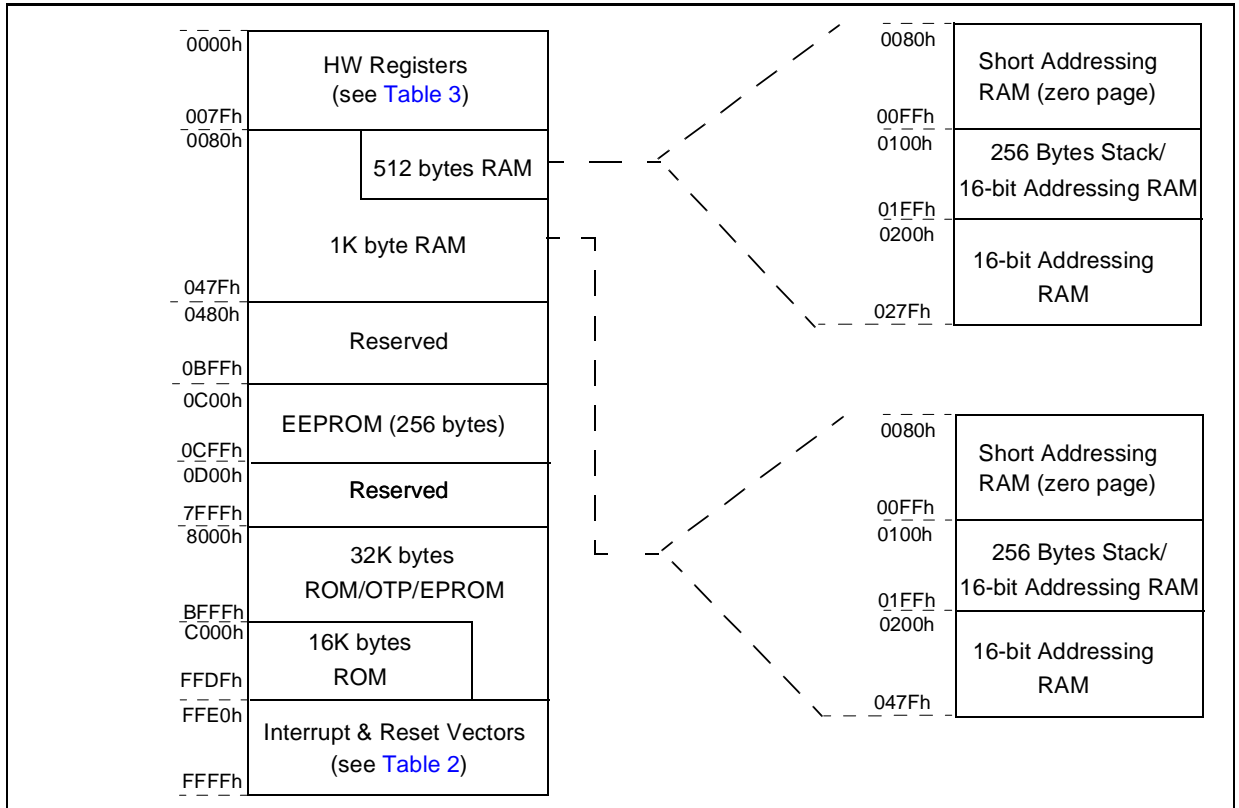 0000h
HW Registers
(see Table 3)
007Fh
0080h
512 bytes RAM
1K byte RAM
047Fh
0480h
Reserved
0BFFh
0C00h
EEPROM (256 bytes)
0CFFh
0D00h
Reserved
7FFFh
8000h
32K bytes
ROM/OTP/EPROM
BFFFh
C000h
16K bytes
ROM
FFDFh
FFE0h
Interrupt & Reset Vectors
(see Table 2)
FFFFh
0080h
Short Addressing
RAM (zero page)
00FFh
0100h
256 Bytes Stack/
16-bit Addressing RAM
01FFh
0200h
16-bit Addressing
RAM
027Fh
0080h
Short Addressing
RAM (zero page)
00FFh
0100h
256 Bytes Stack/
16-bit Addressing RAM
01FFh
0200h
16-bit Addressing
RAM
047Fh